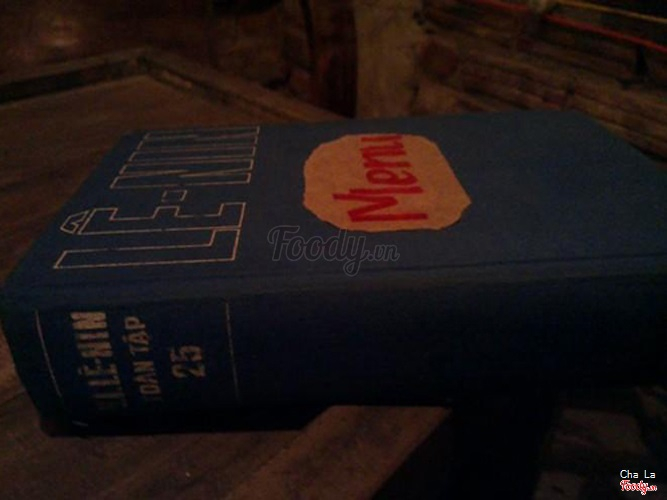 LÊ-NIN
Menu
V.I.LÊ-NIN
TOÀN TẬP
25
Foody.vn
Cha La
Foody.vn